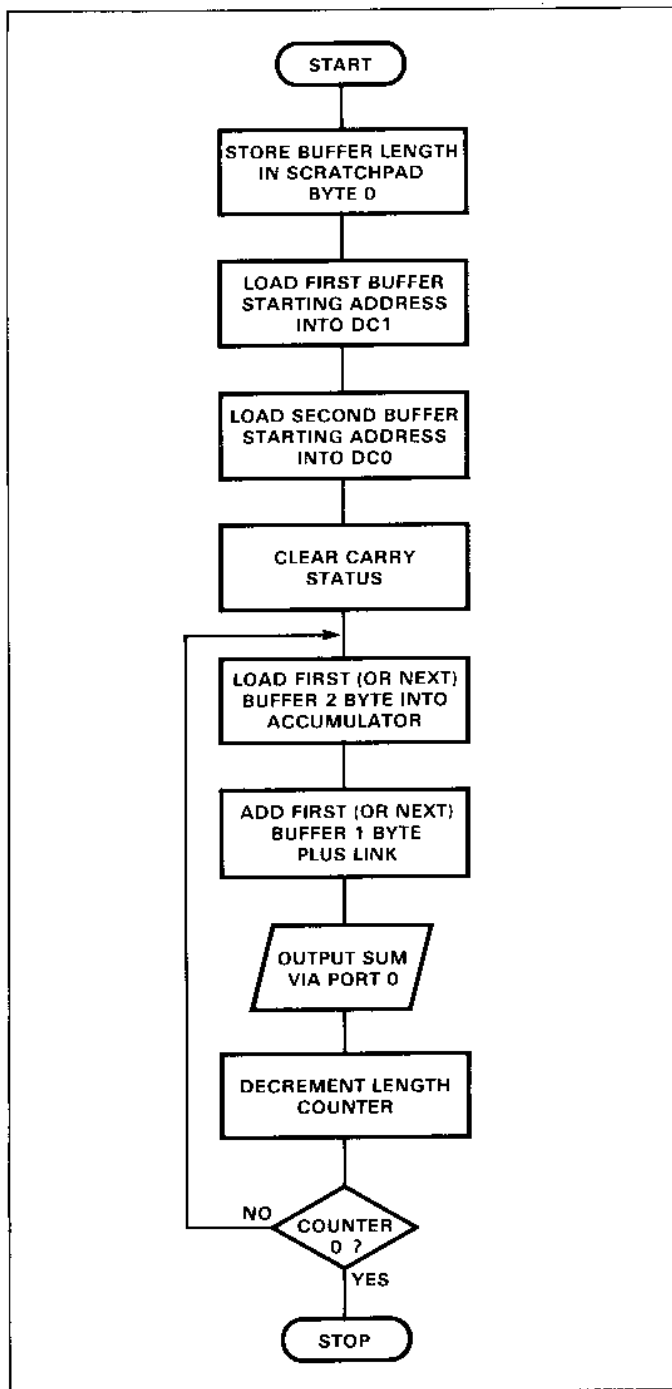 START
STORE BUFFER LENGTH
IN SCRATCHPAD
BYTE 0
LOAD FIRST BUFFER
STARTING ADDRESS
INTO DC1
LOAD SECOND BUFFER
STARTING ADDRESS
INTO DC0
CLEAR CARRY
STATUS
LOAD FIRST (OR NEXT)
BUFFER 2 BYTE INTO
ACCUMULATOR
ADD FIRST (OR NEXT)
BUFFER 1 BYTE
PLUS LINK
OUTPUT SUM
VIA PORT 0
DECREMENT LENGTH
COUNTER
NO
COUNTER
0 ?
YES
STOP